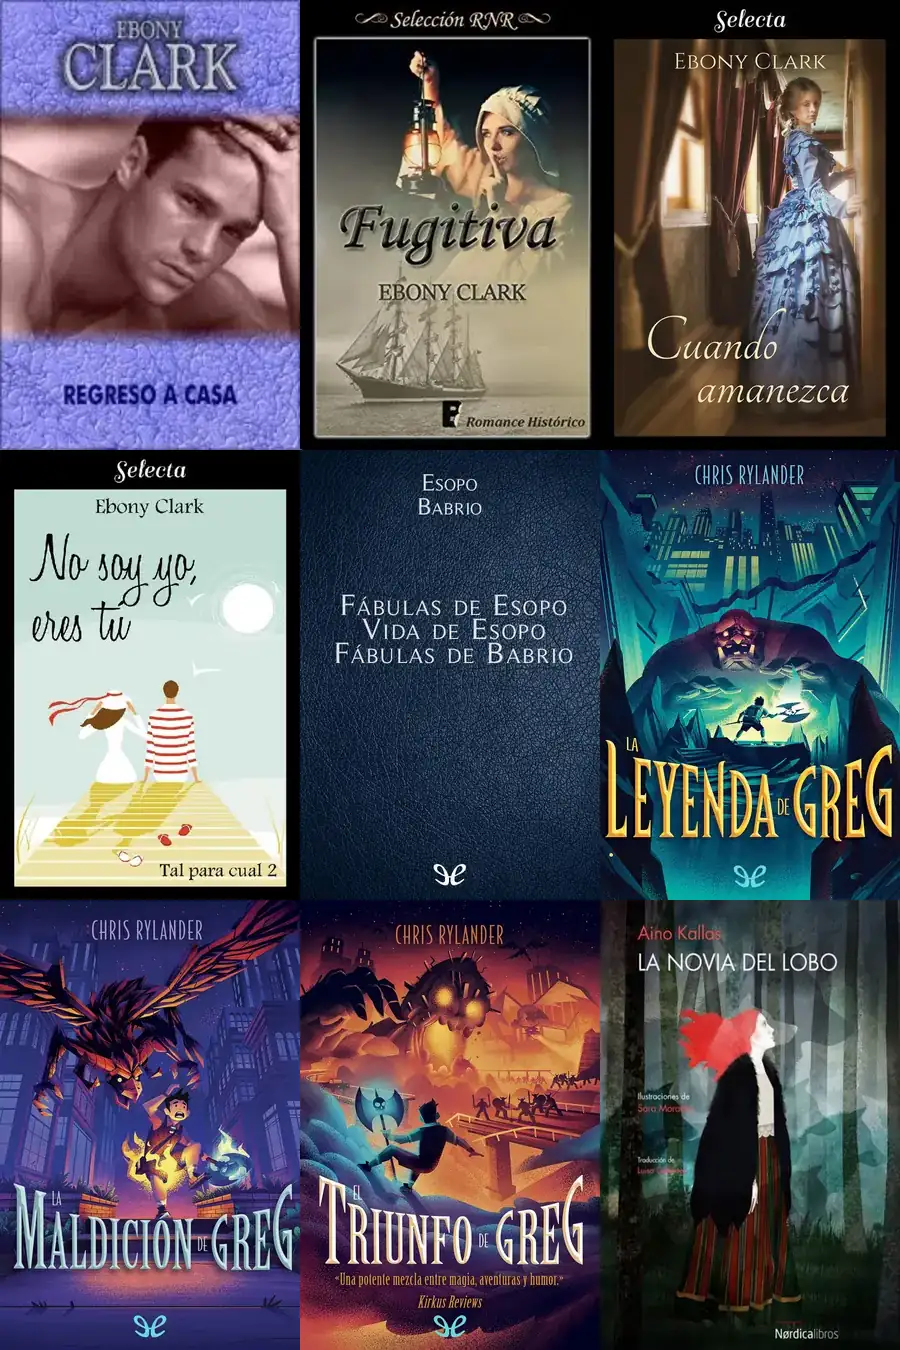 EBONY
CLARK
REGRESO A CASA
Selección RNR
Fugitiva
EBONY CLARK
B Romance Histórico
Selecta
EBONY CLARK
Cuando
amanezca
Selecta
Ebony Clark
No soy yo,
eres tú
Tal para cual 2
ESOPO
BABRIO
FÁBULAS DE ESOPO
VIDA DE ESOPO
FÁBULAS DE BABRIO
CHRIS RYLANDER
LA
LEYENDA DE GREG
CHRIS RYLANDER
LA
MALDICIÓN DE GREG
CHRIS RYLANDER
EL
TRIUNFO DE GREG
«Una potente mezcla entre magia, aventuras y humor.»
Kirkus Reviews
Aino Kallas
LA NOVIA DEL LOBO
Ilustraciones de
Sara
Traducción de
Nørdicalibros